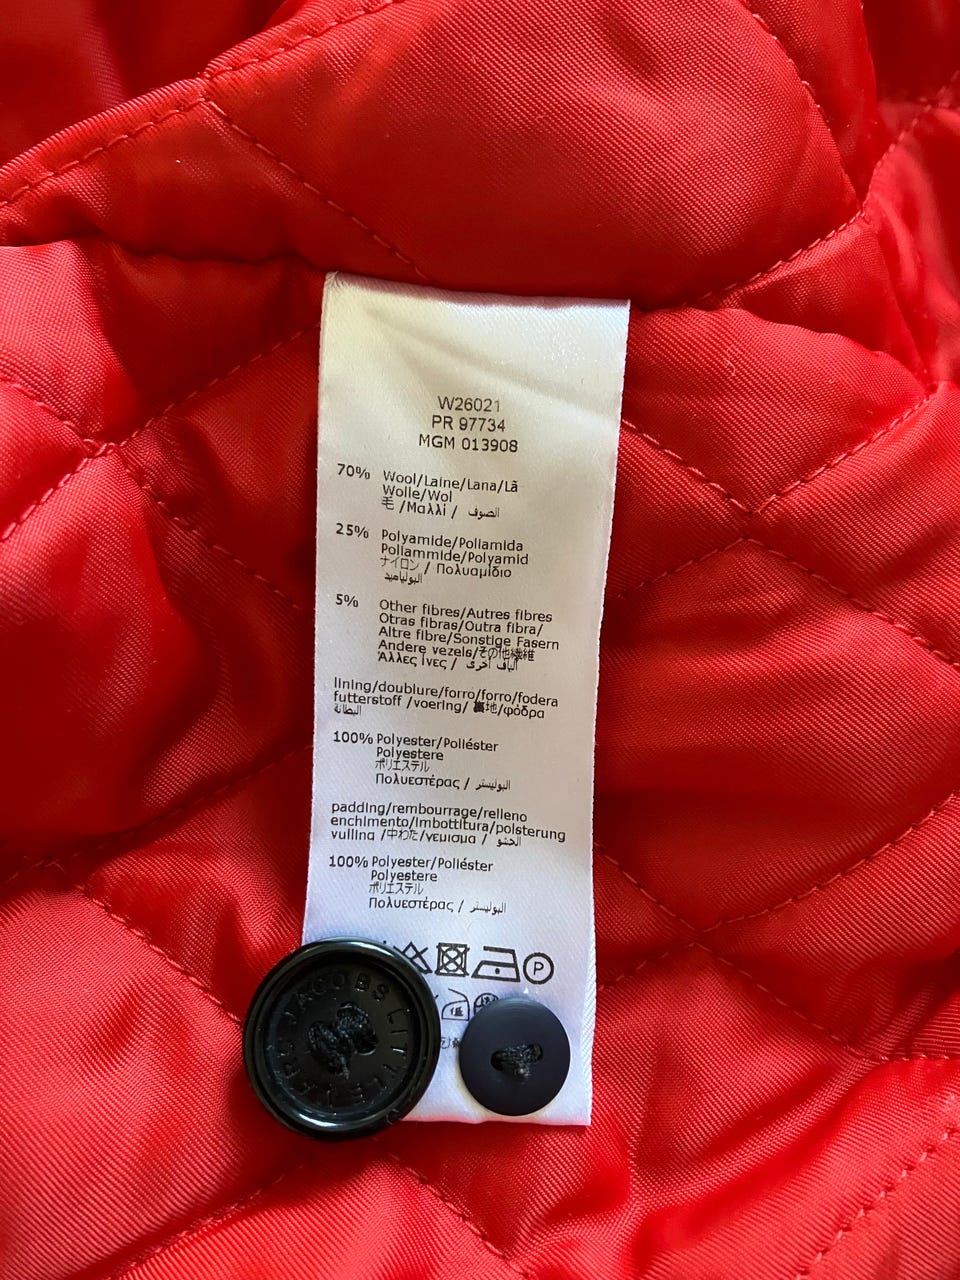 W26021
PR 97734
MGM 013908
70% Wool/Laine/Lana/Lã
Wolle/Wol
毛 /Μαλλί / الصوف
25% Polyamide/Poliamida
Poliammide/Polyamid
ナイロン / Πολυαμίδιο
البولياميد
5% Other fibres/Autres fibres
Otras fibras/Outra fibra/
Altre fibre/Sonstige Fasern
Andere vezels/その他繊維
Άλλες ίνες / ألياف أخرى
lining/doublure/forro/forro/fodera
futterstoff /voering/ 裏地/φόδρα
البطانة
100% Polyester/Poliéster
Polyestere
ポリエステル
Πολυεστέρας / البوليستر
padding/rembourrage/relleno
enchimento/imbottitura/polsterung
vulling /中わた/γεμισμα / الحشو
100% Polyester/Poliéster
Polyestere
ポリエステル
Πολυεστέρας / البوليستر
P
JACOBS LITTLE